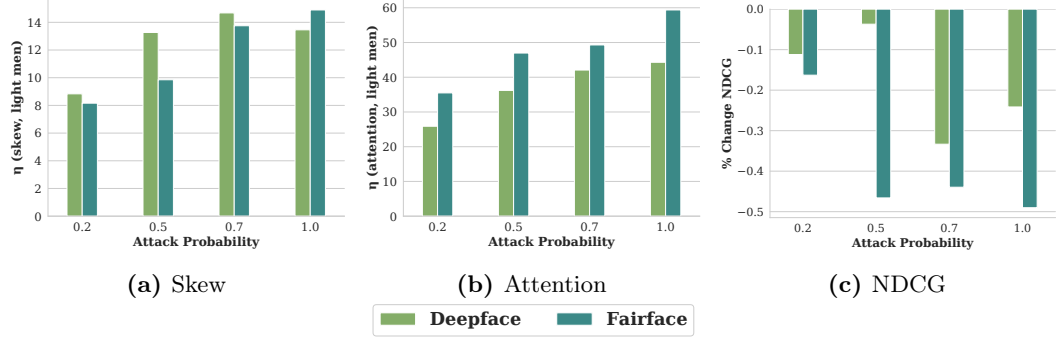 14
12
10
8
6
4
2
0
η (skew, light men)
0.2 0.5 0.7 1.0
Attack Probability
(a) Skew
60
50
40
30
20
10
0
η (attention, light men)
0.2 0.5 0.7 1.0
Attack Probability
(b) Attention
0.0
−0.1
−0.2
−0.3
−0.4
−0.5
% Change NDCG
0.2 0.5 0.7 1.0
Attack Probability
(c) NDCG
Deepface Fairface